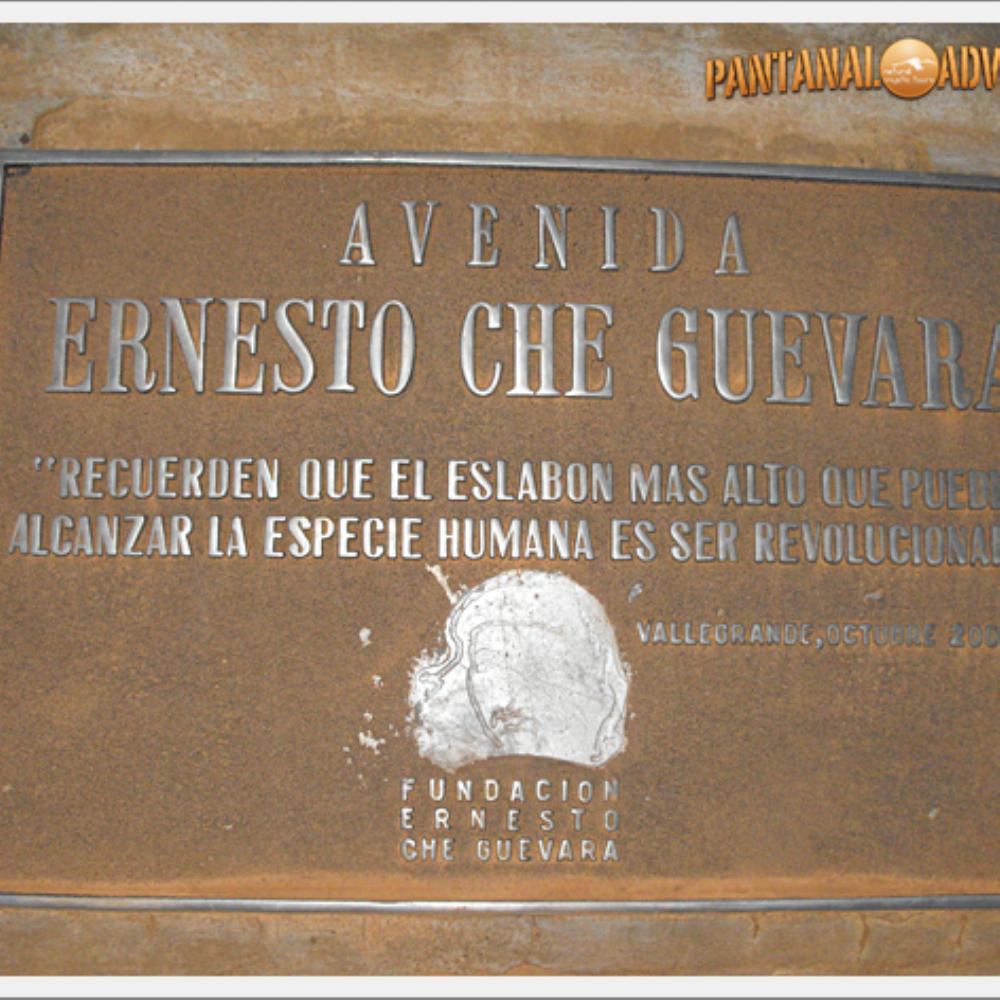 PANTANAL ADV
AVENIDA
ERNESTO CHE GUEVARA
"RECUERDEN QUE EL ESLABON MAS ALTO QUE PUEDE
ALCANZAR LA ESPECIE HUMANA ES SER REVOLUCIONAR
VALLEGRANDE, OCTUBRE 200
FUNDACION
ERNESTO
CHE GUEVARA